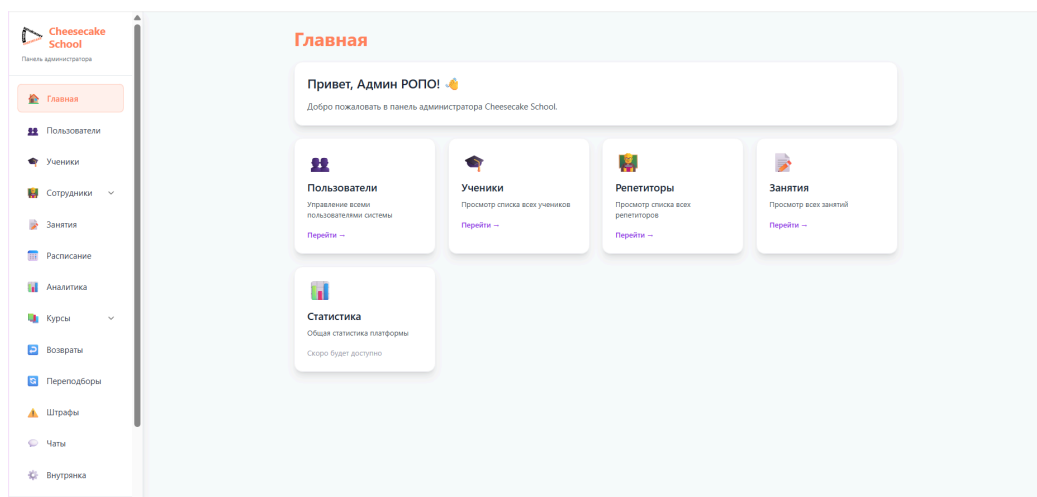 Cheesecake
School
Панель администратора
Главная
Пользователи
Ученики
Сотрудники
Занятия
Расписание
Аналитика
Курсы
Возвраты
Переподборы
Штрафы
Чаты
Внутрянка
Главная
Привет, Админ РОПО!
Добро пожаловать в панель администратора Cheesecake School.
Пользователи
Управление всеми
пользователями системы
Перейти →
Ученики
Просмотр списка всех учеников
Перейти →
Репетиторы
Просмотр списка всех
репетиторов
Перейти →
Занятия
Просмотр всех занятий
Перейти →
Статистика
Общая статистика платформы
Скоро будет доступно